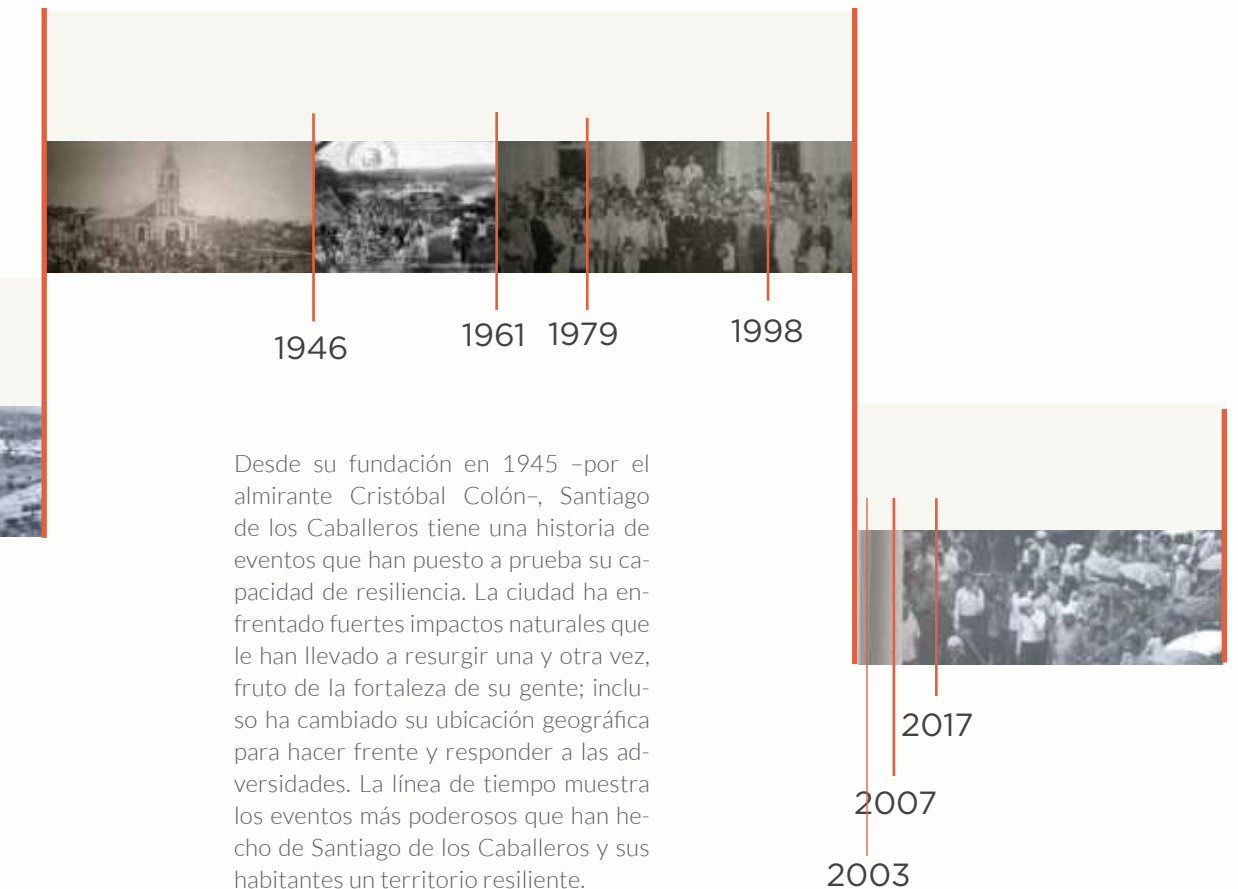 1946
1961
1979
1998
Desde su fundación en 1945 –por el
almirante Cristóbal Colón–, Santiago
de los Caballeros tiene una historia de
eventos que han puesto a prueba su ca-
pacidad de resiliencia. La ciudad ha en-
frentado fuertes impactos naturales que
le han llevado a resurgir una y otra vez,
fruto de la fortaleza de su gente; inclu-
so ha cambiado su ubicación geográfica
para hacer frente y responder a las ad-
versidades. La línea de tiempo muestra
los eventos más poderosos que han he-
cho de Santiago de los Caballeros y sus
habitantes un territorio resiliente.
2017
2007
2003